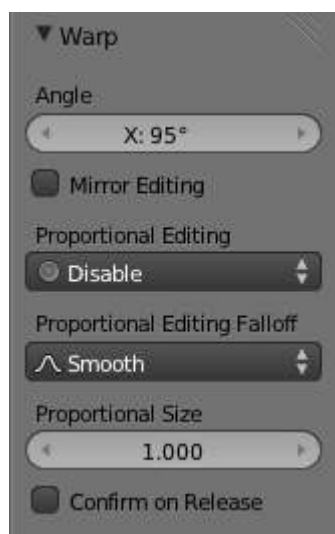 Warp
Angle
X: 95°
Mirror Editing
Proportional Editing
Disable
Proportional Editing Falloff
Smooth
Proportional Size
1.000
Confirm on Release